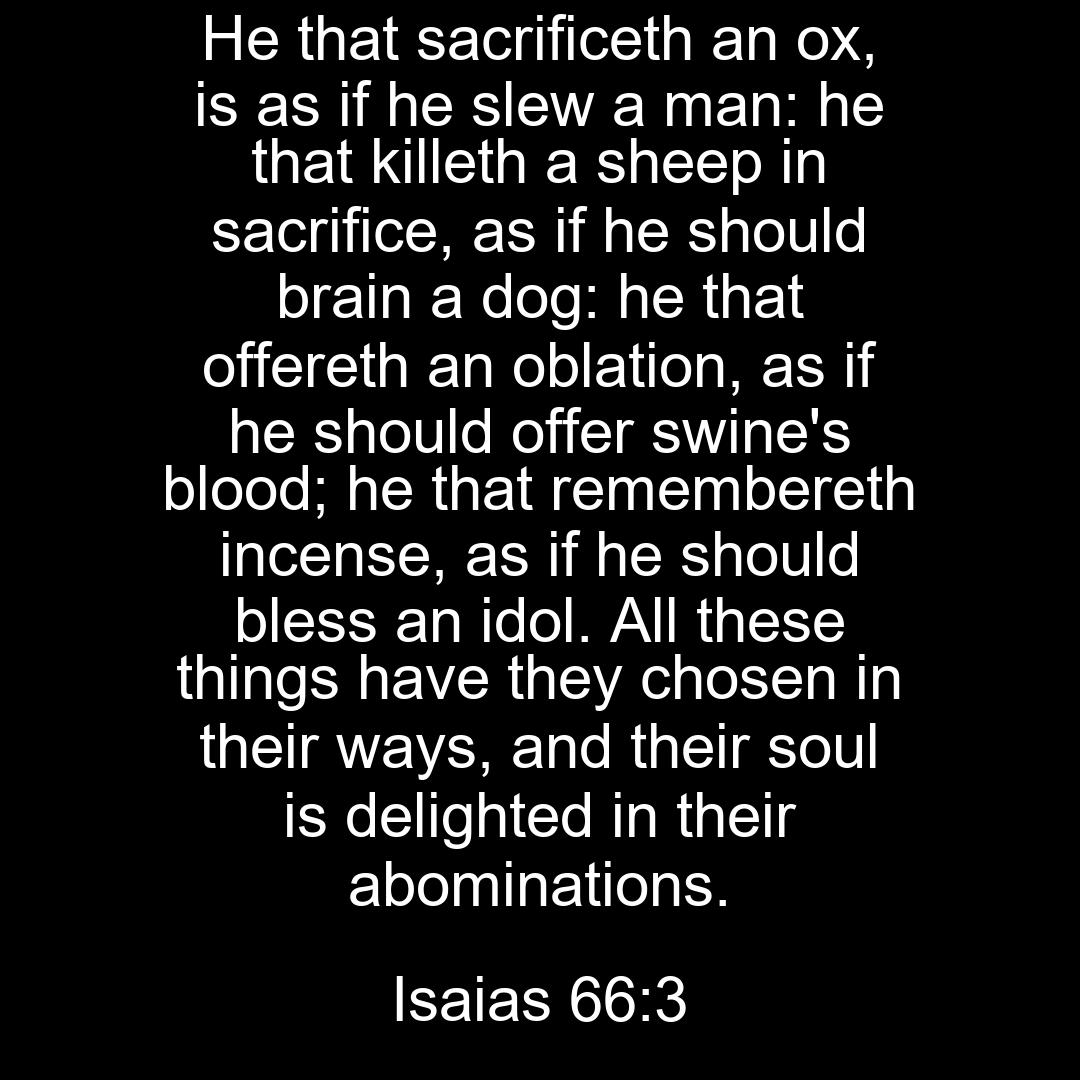 He that sacrificeth an ox,
is as if he slew a man: he
that killeth a sheep in
sacrifice, as if he should
brain a dog: he that
offereth an oblation, as if
he should offer swine's
blood; he that remembereth
incense, as if he should
bless an idol. All these
things have they chosen in
their ways, and their soul
is delighted in their
abominations.
Isaias 66:3